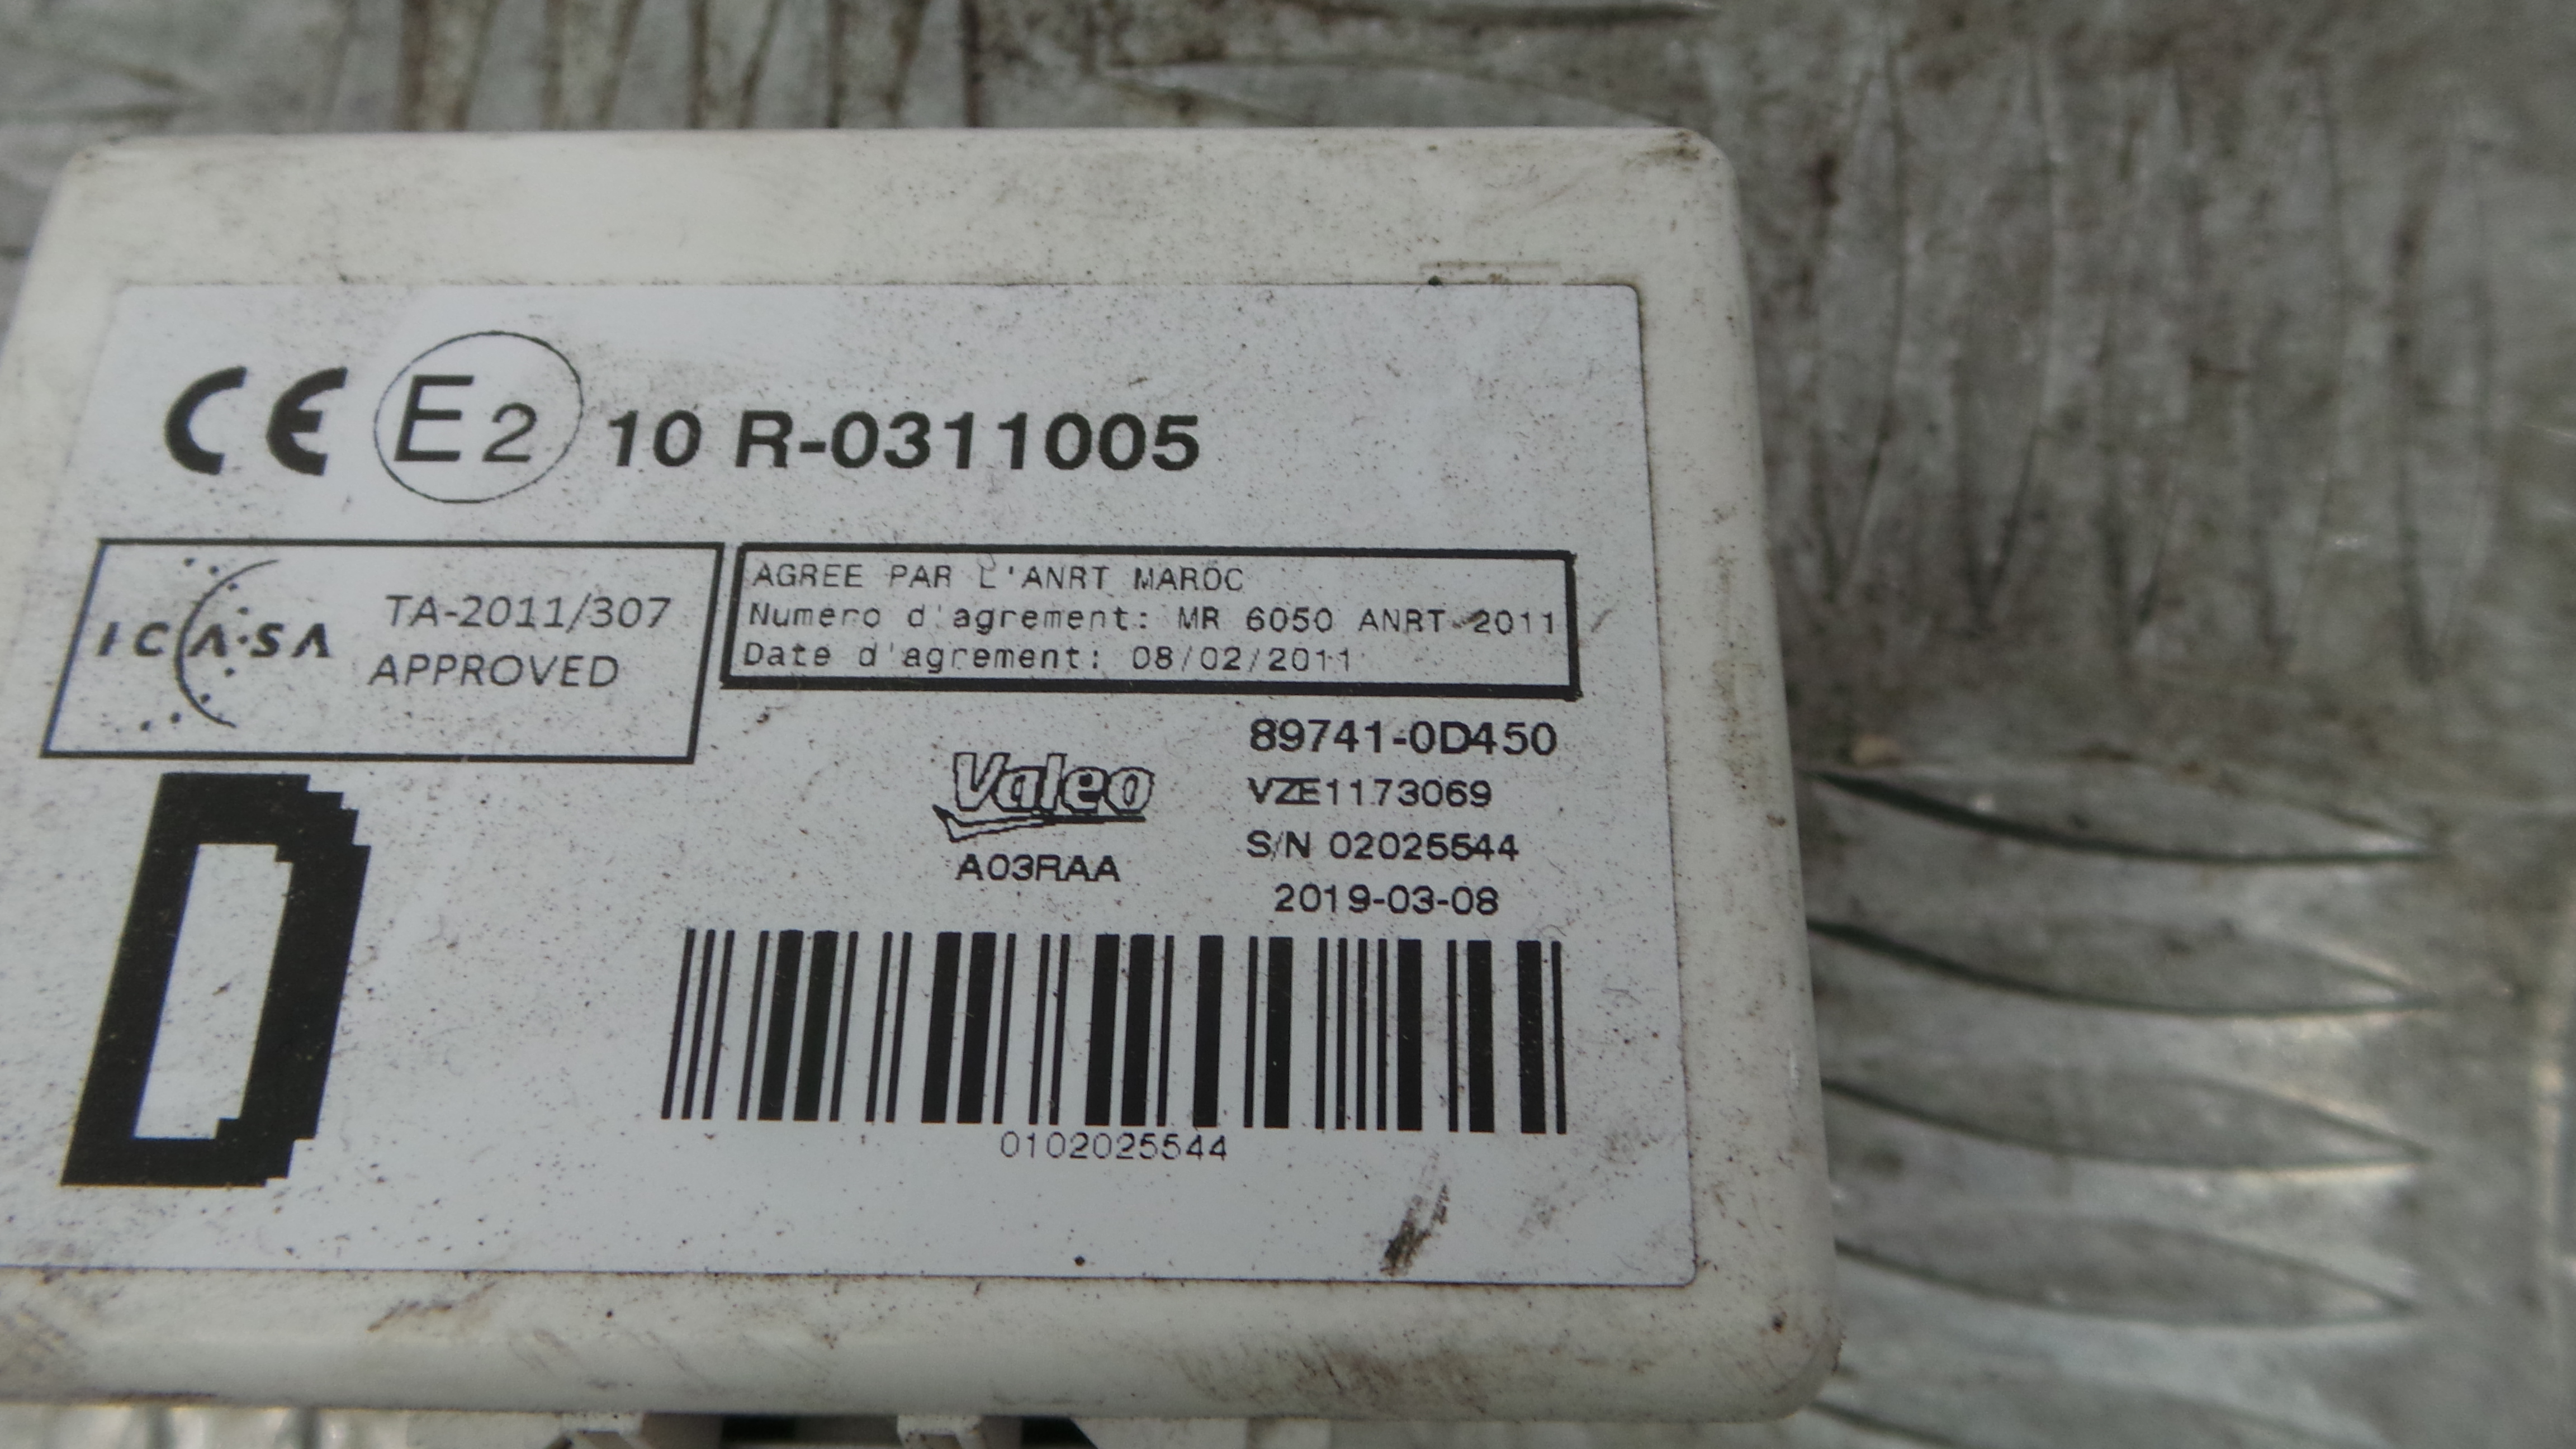 CE E2 10 R-0311005
ICASA
TA-2011/307
APPROVED
AGREE PAR L'ANRT MAROC
Numero d'agrement: MR 6050 ANRT-2011
Date d'agrement: 08/02/2011
D
Valeo
A03RAA
89741-0D450
VZE1173069
S/N 02025544
2019-03-08
0102025544